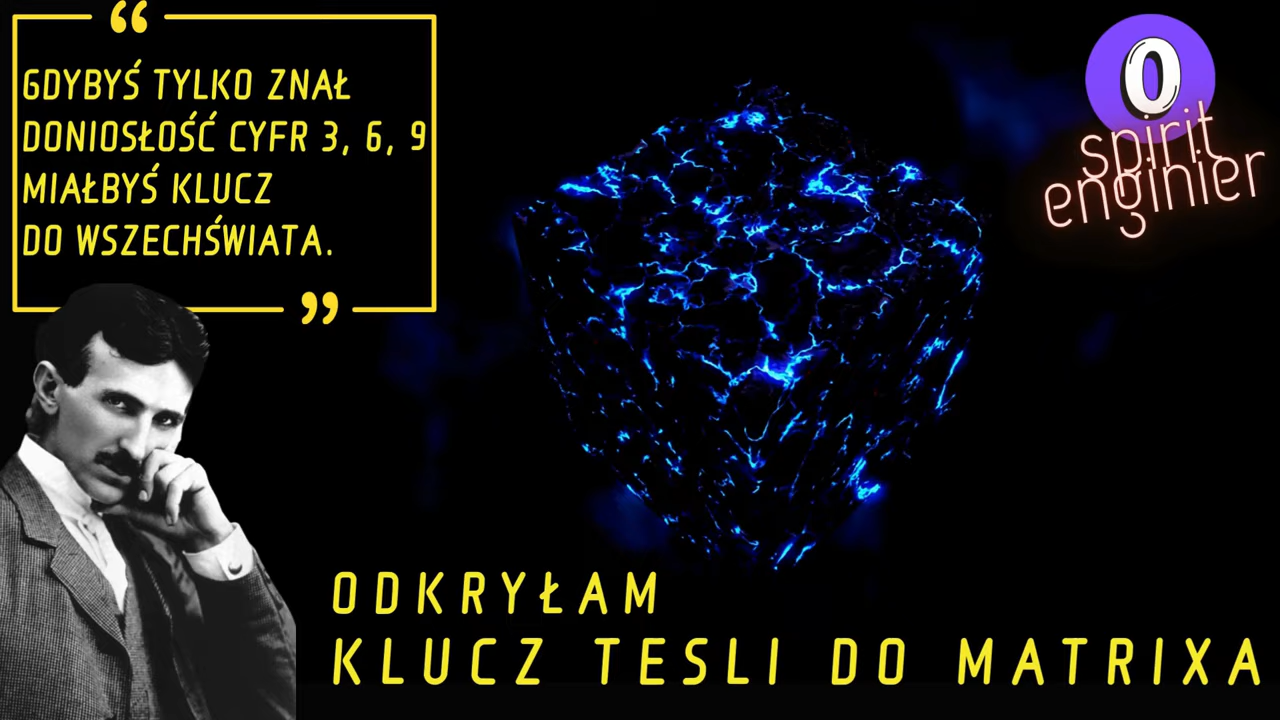 “
GDYBYŚ TYLKO ZNAŁ
DONIOSŁOŚĆ CYFR 3, 6, 9
MIAŁBYŚ KLUCZ
DO WSZECHŚWIATA.
”
0
spirit
enginier
ODKRYŁAM
KLUCZ TESLI DO MATRIXA